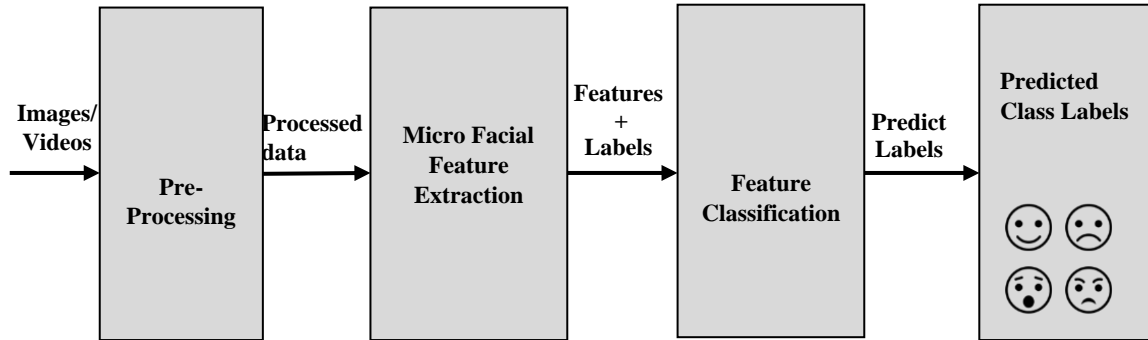 Images/
Videos
Pre-
Processing
Processed
data
Micro Facial
Feature
Extraction
Features
+
Labels
Feature
Classification
Predict
Labels
Predicted
Class Labels